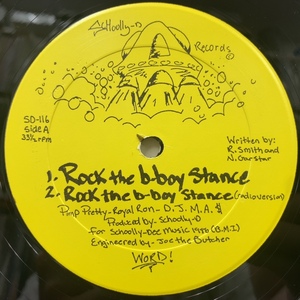 Schoolly-D
Records
SD-116
Side A
33⅓ rpm
Written by:
R. Smith and
N. Gar Star
1. Rock the b-boy Stance
2. Rock the b-boy Stance (radio version)
Pimp Pretty-Royal Ron-D.J.M.A.$
Produced by-Schoolly-D
For Schoolly-Dee Music (B.M.I)
Engineered by-Joe the Butcher
WORD!